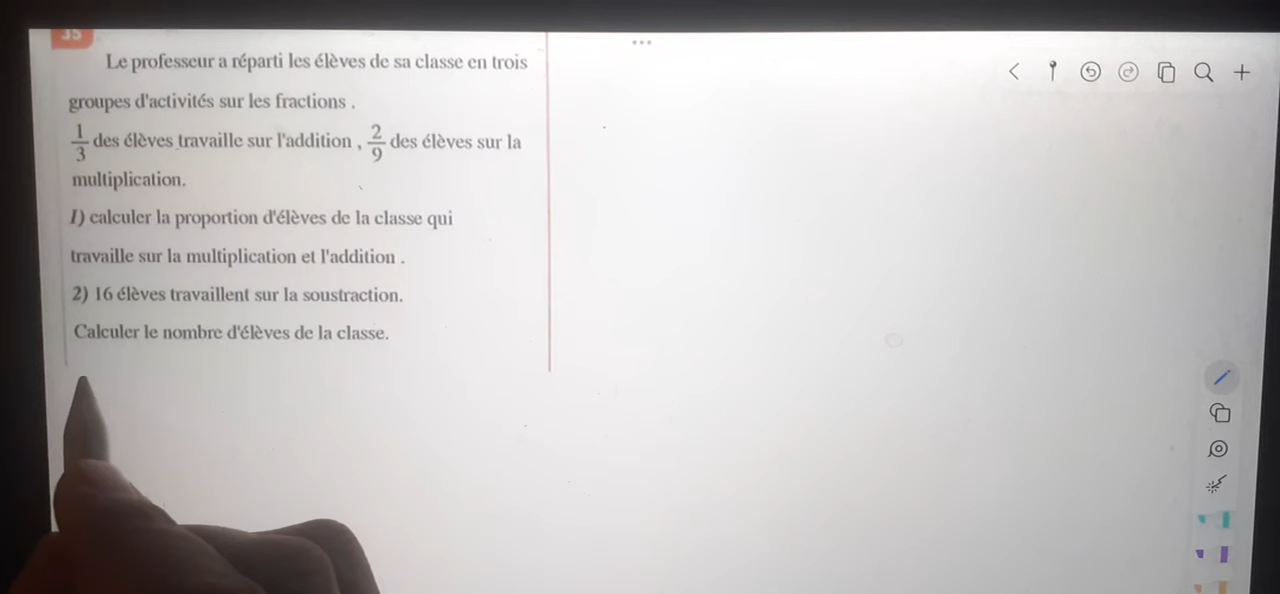 35
Le professeur a réparti les élèves de sa classe en trois
groupes d'activités sur les fractions .
1/3 des élèves travaille sur l'addition , 2/9 des élèves sur la
multiplication.
1) calculer la proportion d'élèves de la classe qui
travaille sur la multiplication et l'addition .
2) 16 élèves travaillent sur la soustraction.
Calculer le nombre d'élèves de la classe.